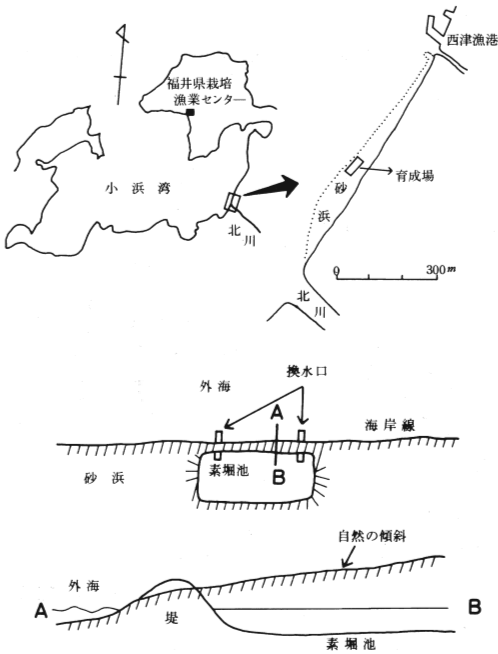 西津漁港
福井県栽培
漁業センター
小浜湾
北川
砂浜
育成場
0 300m
北川
外海
換水口
A
海岸線
素堀池
B
砂浜
自然の傾斜
外海
A
堤
B
素堀池